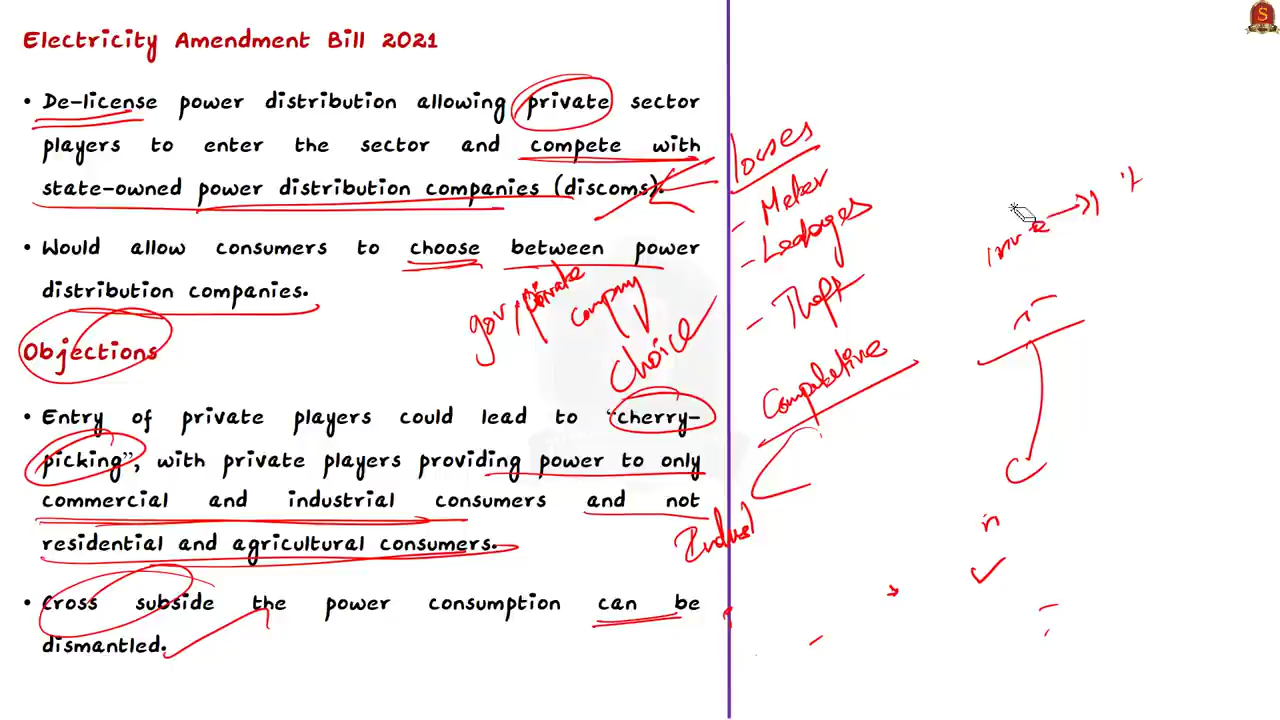 Electricity Amendment Bill 2021
• De-license power distribution allowing private sector
players to enter the sector and compete with
state-owned power distribution companies (discoms).
• Would allow consumers to choose between power
distribution companies.
gov, private
company
choice
Objections
• Entry of private players could lead to “cherry-
picking”, with private players providing power to only
commercial and industrial consumers and not
residential and agricultural consumers.
• Cross subside the power consumption can be
dismantled.
S
losses
- Meter
- Theft